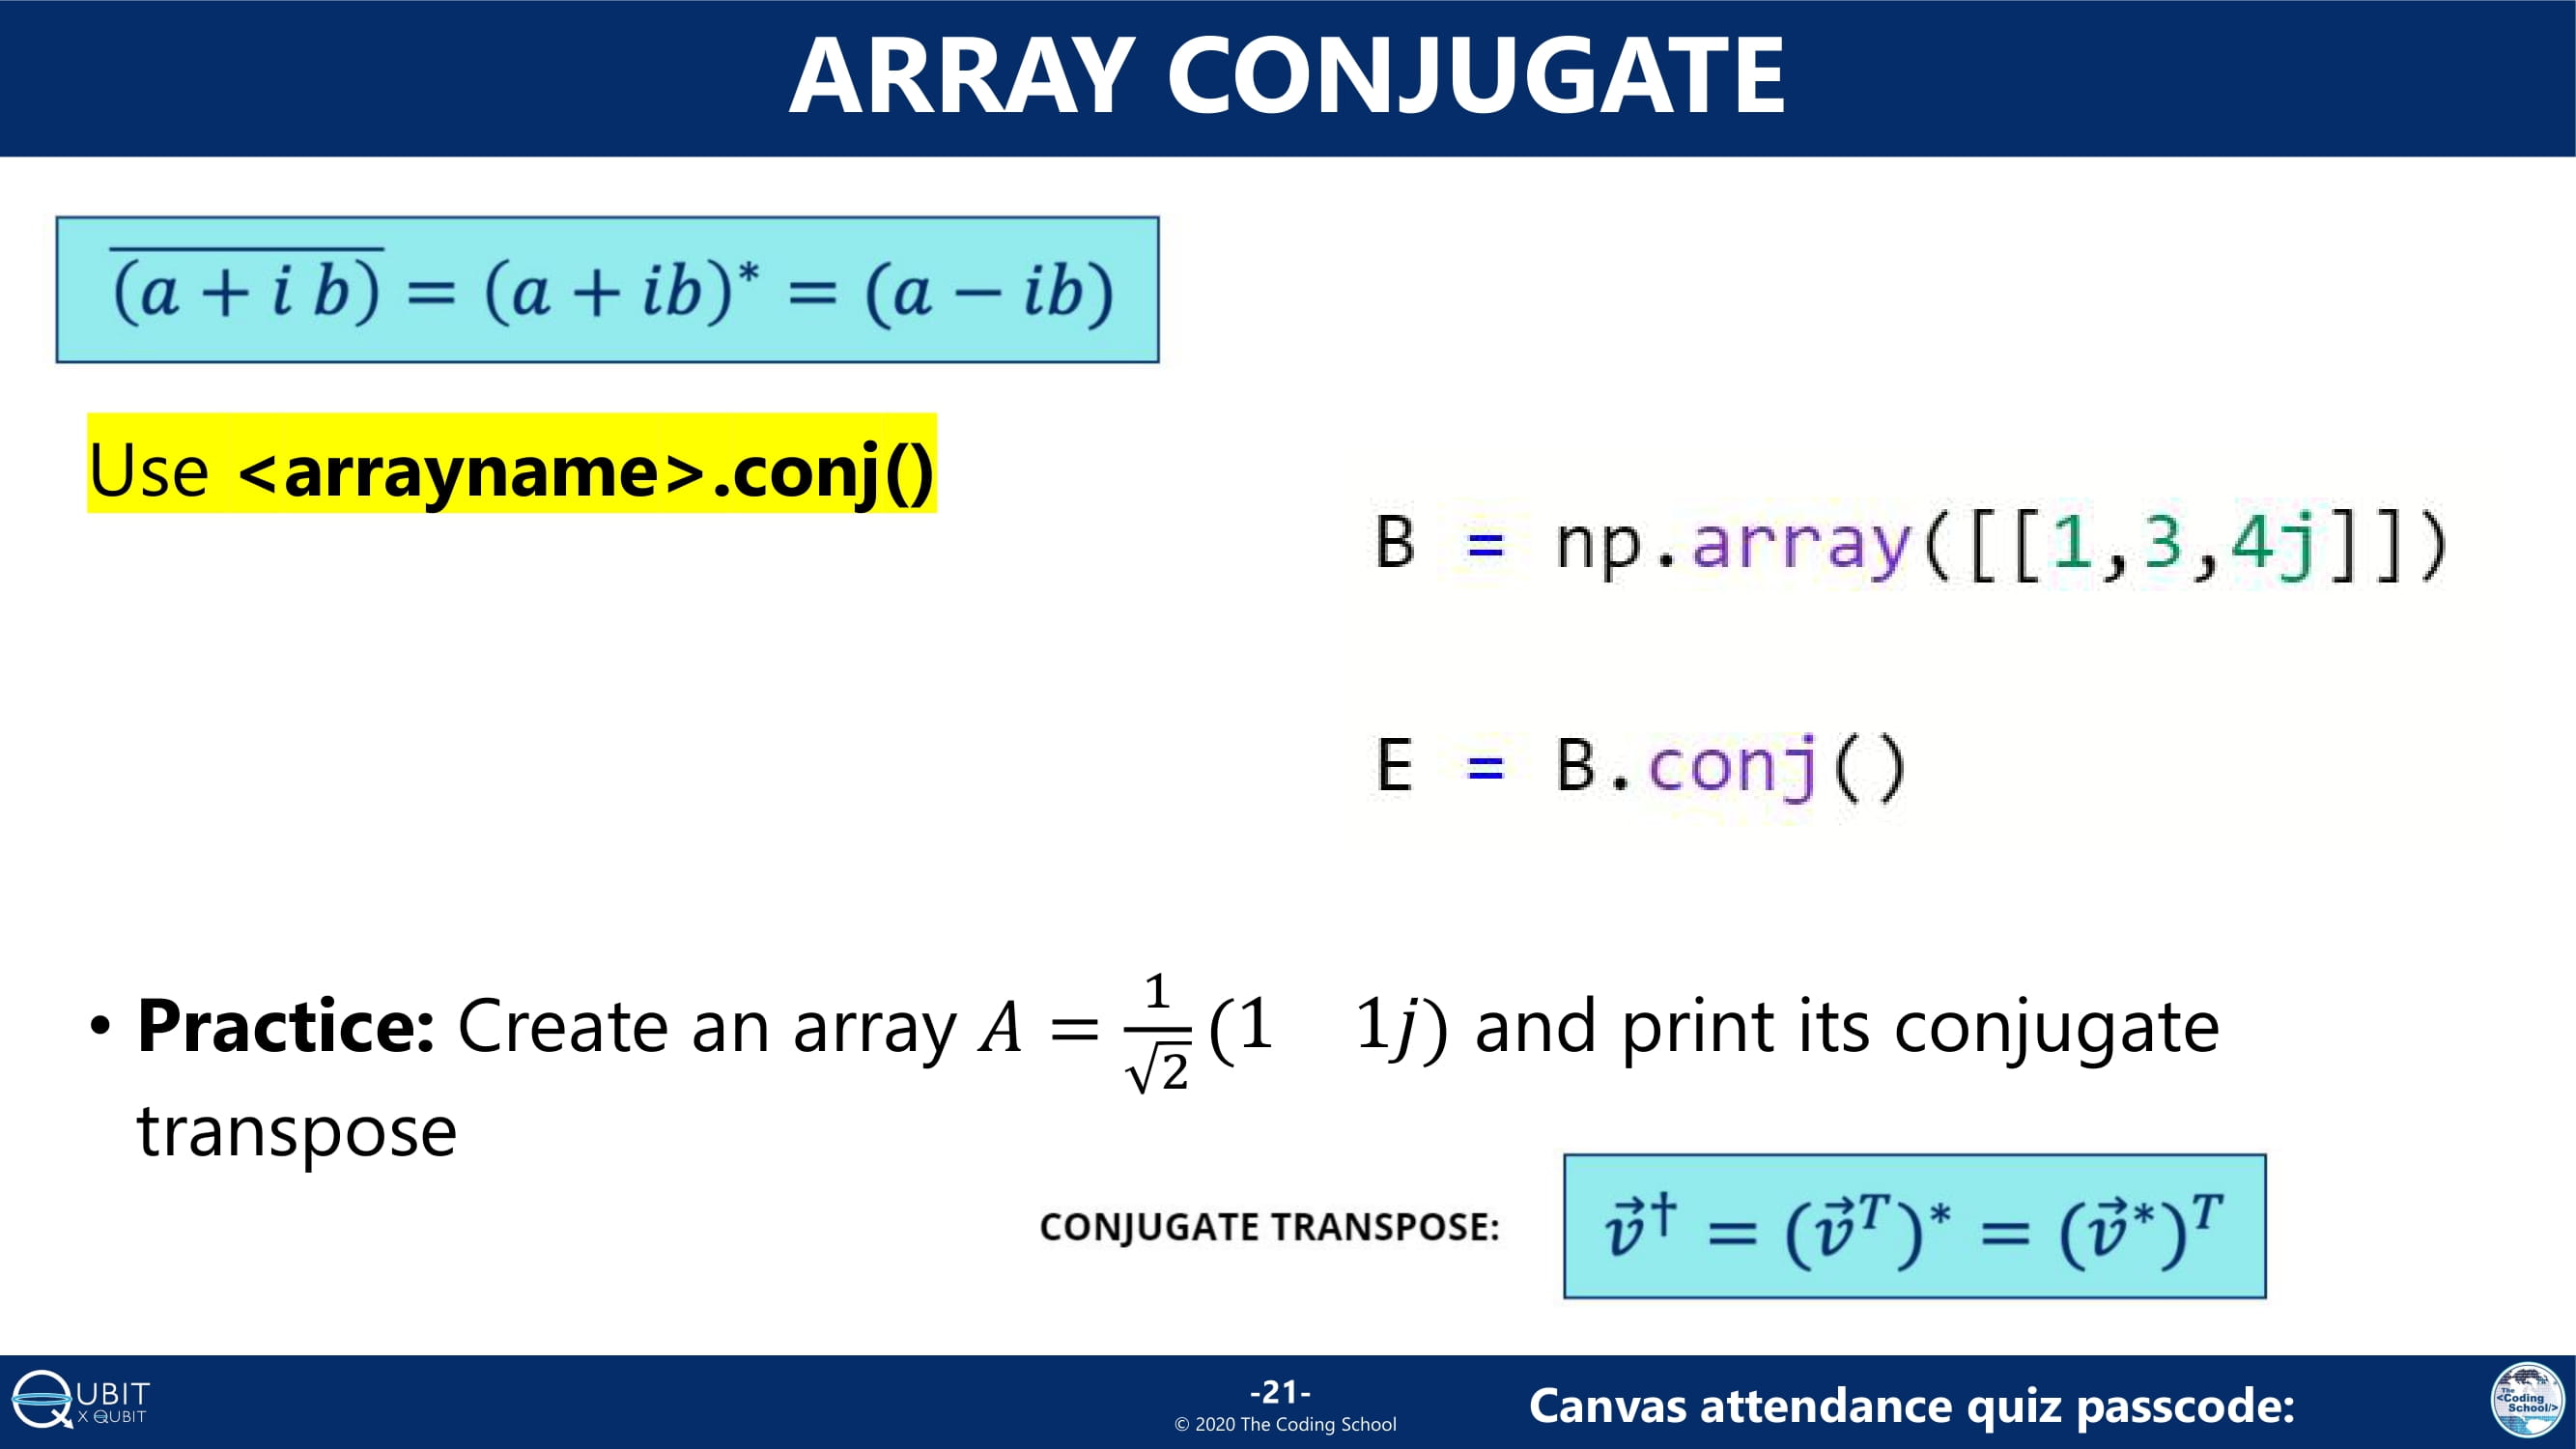 ARRAY CONJUGATE
\overline{(a + i b)} = (a + ib)^* = (a − ib)
Use <arrayname>.conj()
B = np.array([[1,3,4j]])
E = B.conj()
• Practice: Create an array A = \frac{1}{\sqrt{2}} (1 1j) and print its conjugate
transpose
CONJUGATE TRANSPOSE: \vec{v}^† = (\vec{v}^T)^* = (\vec{v}^*)^T
QUBIT
X QUBIT
-21-
© 2020 The Coding School
Canvas attendance quiz passcode:
The
<Coding
School/>